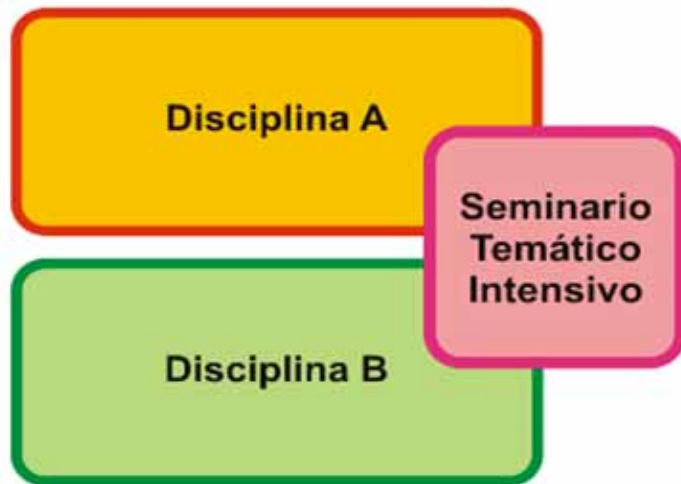 Disciplina A
Seminario
Temático
Intensivo
Disciplina B